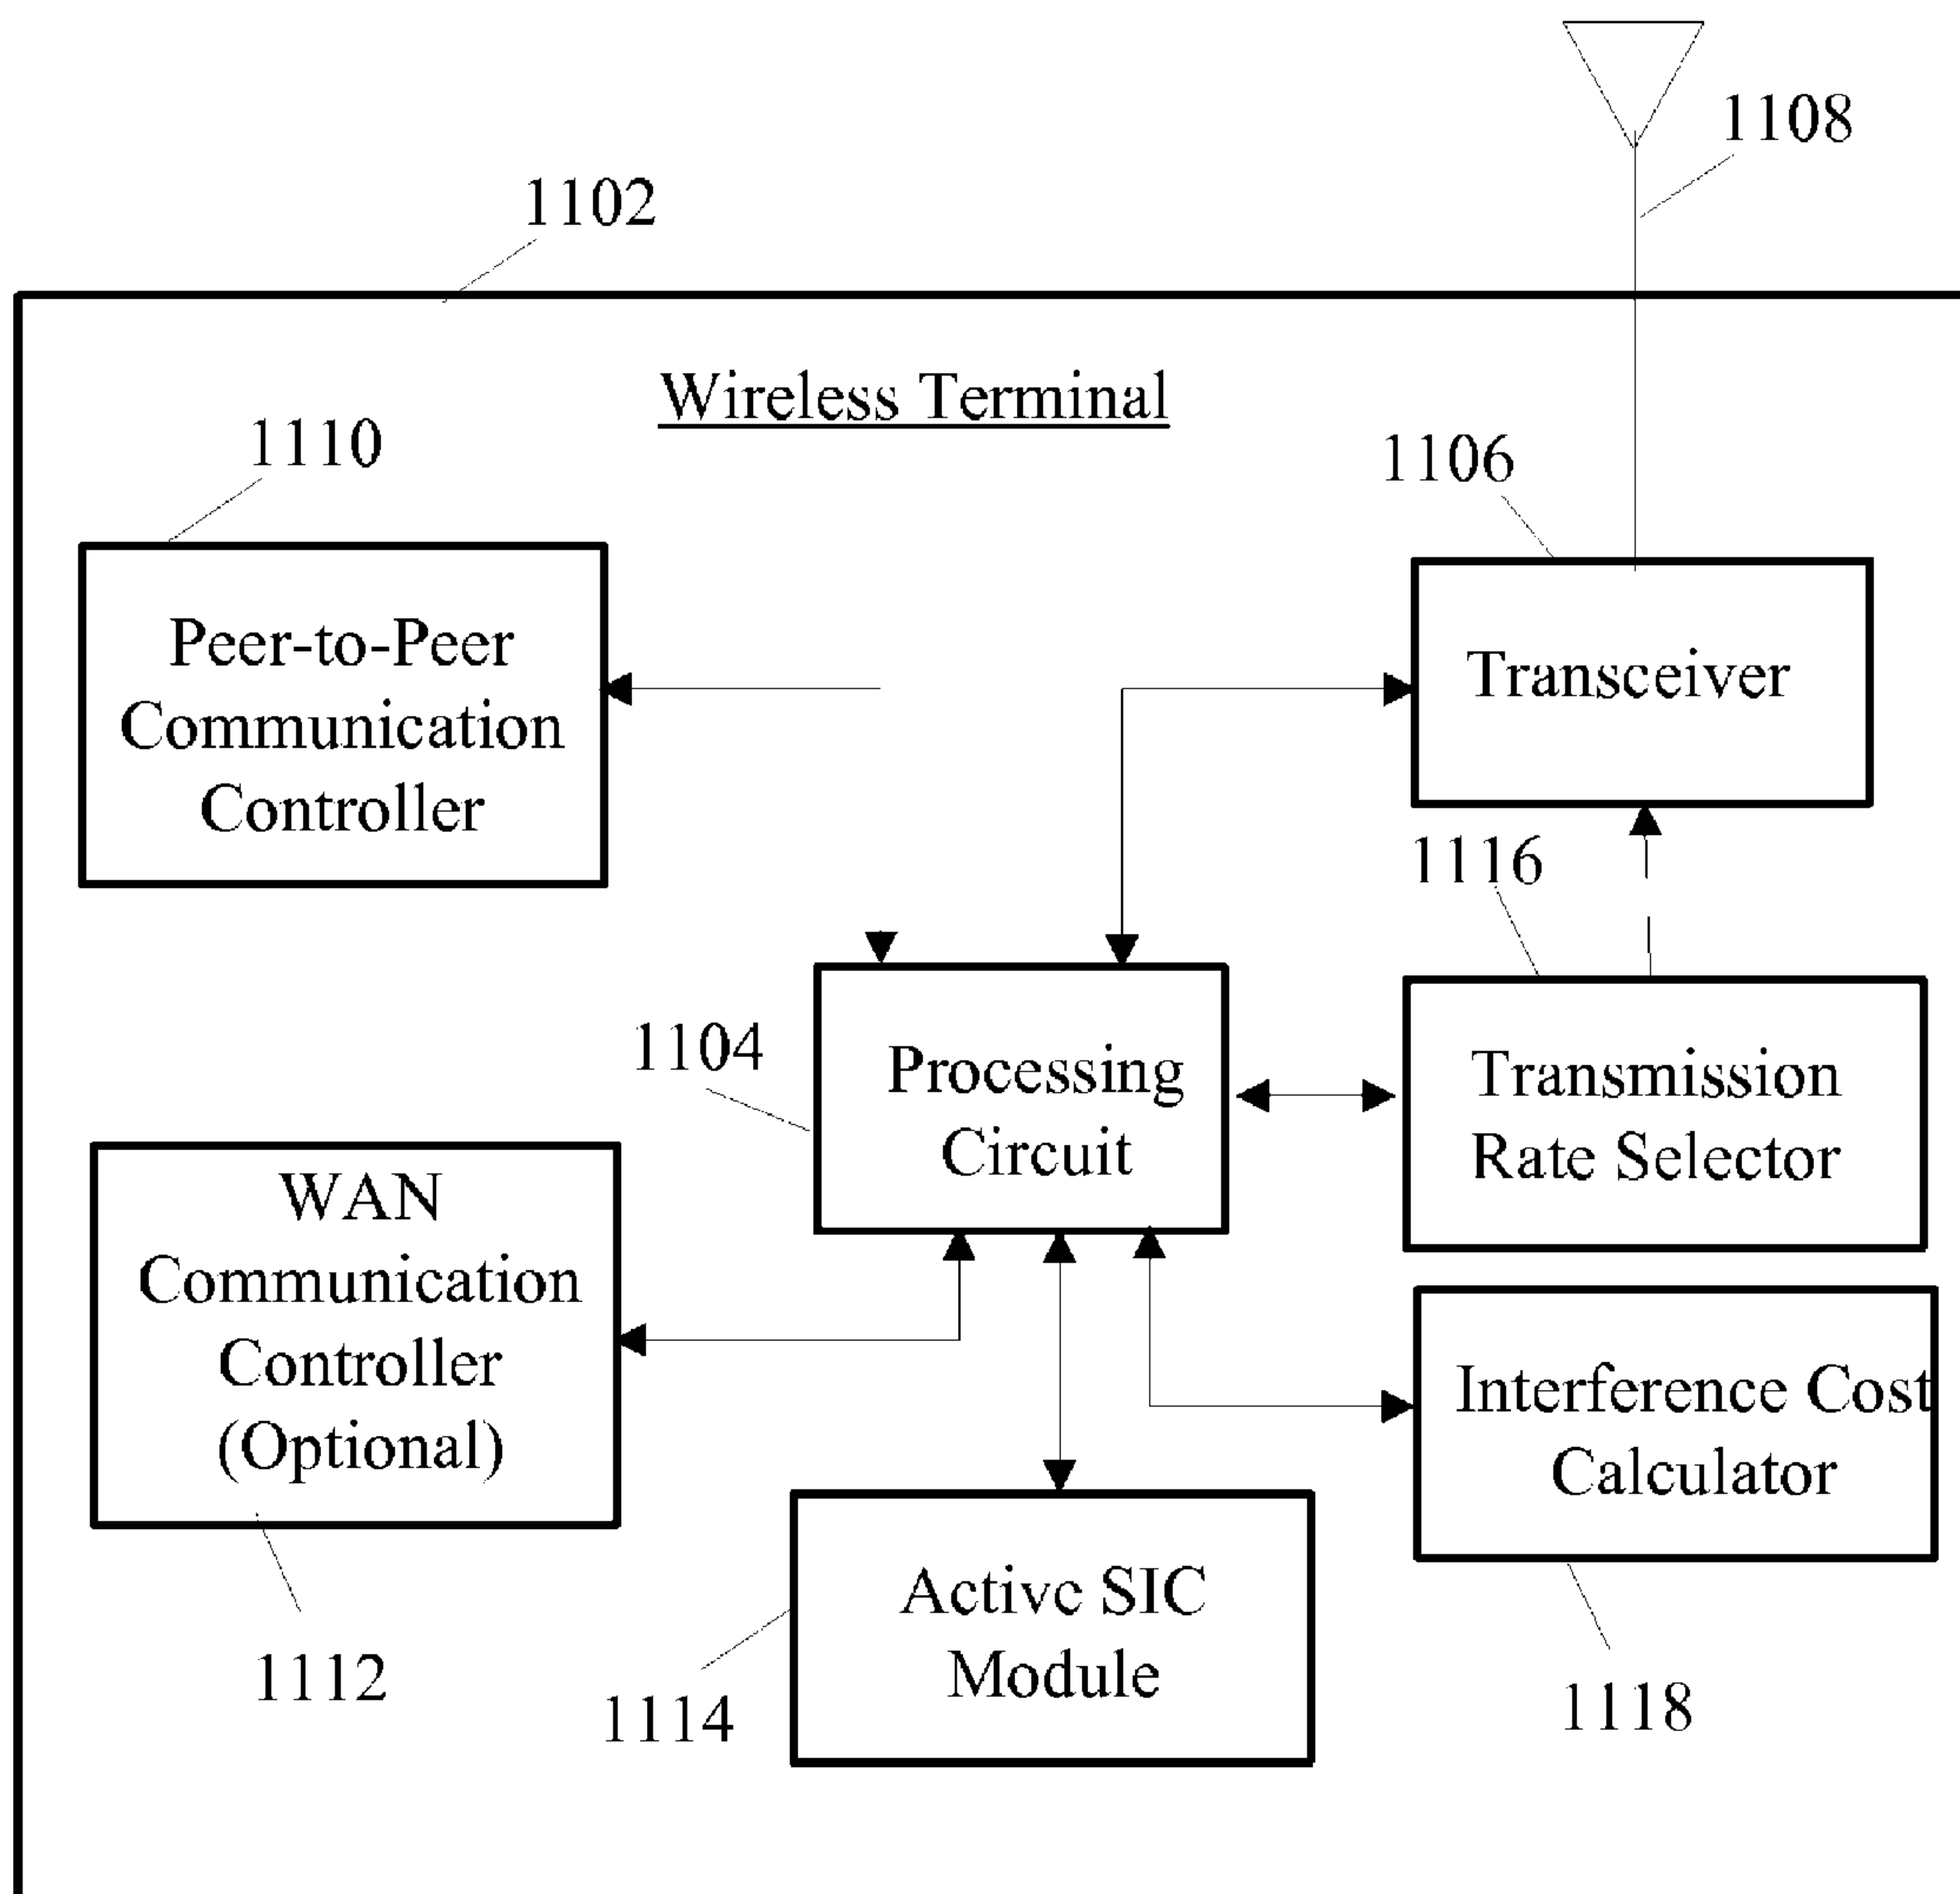 1108
1102
Wireless Terminal
1110
1106
Peer-to-Peer
Communication
Controller
Transceiver
1116
1104
Processing
Circuit
Transmission
Rate Selector
WAN
Communication
Controller
(Optional)
Interference Cost
Calculator
Active SIC
Module
1112
1114
1118